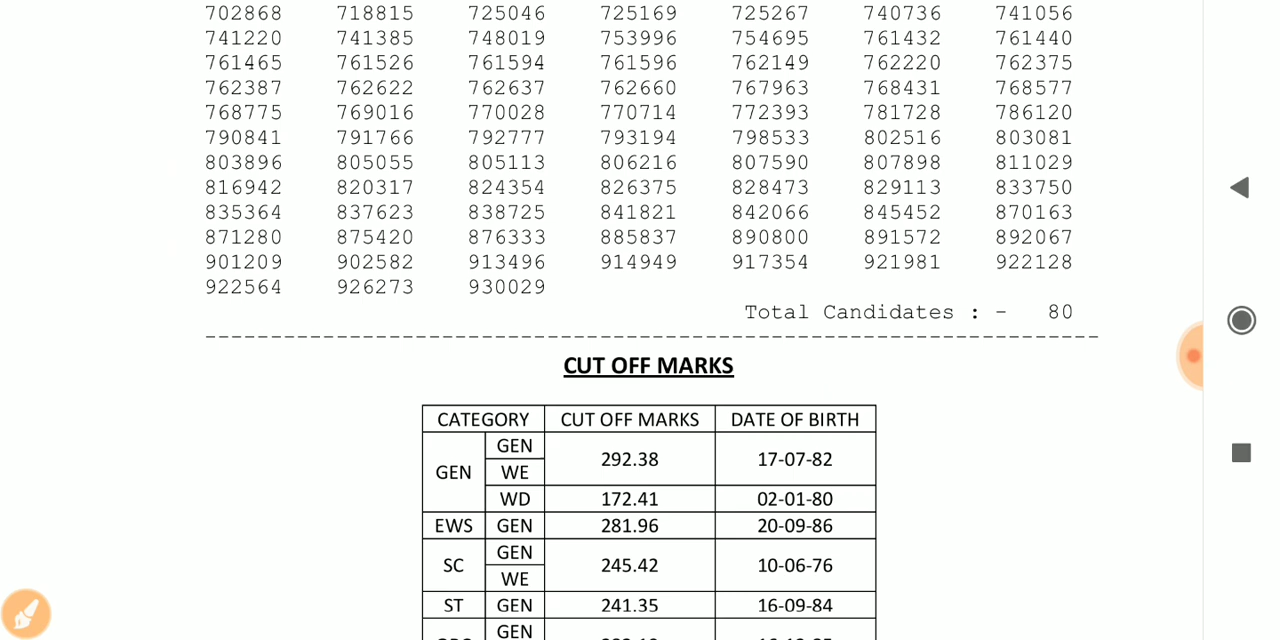 702868 718815 725046 725169 725267 740736 741056
741220 741385 748019 753996 754695 761432 761440
761465 761526 761594 761596 762149 762220 762375
762387 762622 762637 762660 767963 768431 768577
768775 769016 770028 770714 772393 781728 786120
790841 791766 792777 793194 798533 802516 803081
803896 805055 805113 806216 807590 807898 811029
816942 820317 824354 826375 828473 829113 833750
835364 837623 838725 841821 842066 845452 870163
871280 875420 876333 885837 890800 891572 892067
901209 902582 913496 914949 917354 921981 922128
922564 926273 930029
Total Candidates : - 80
CUT OFF MARKS
CATEGORY CUT OFF MARKS DATE OF BIRTH
GEN GEN 292.38 17-07-82
WE
WD 172.41 02-01-80
EWS GEN 281.96 20-09-86
SC GEN 245.42 10-06-76
WE
ST GEN 241.35 16-09-84
GEN